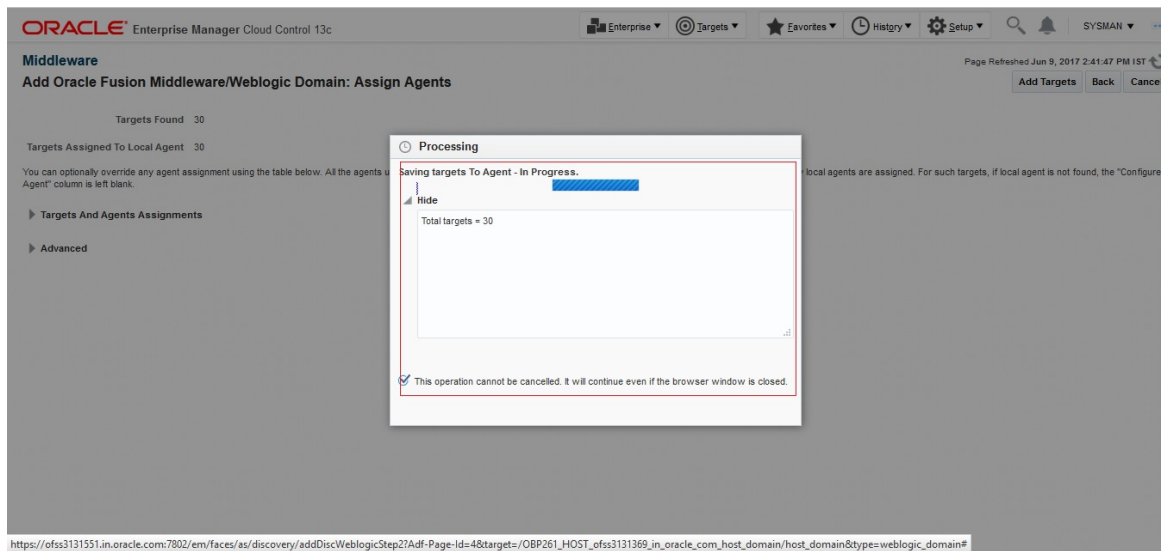 ORACLE Enterprise Manager Cloud Control 13c
Enterprise Targets Favorites History Setup SYSMAN
Middleware
Page Refreshed Jun 9, 2017 2:41:47 PM IST
Add Oracle Fusion Middleware/Weblogic Domain: Assign Agents
Add Targets Back Cance
Targets Found 30
Targets Assigned To Local Agent 30
You can optionally override any agent assignment using the table below. All the agents u
local agents are assigned. For such targets, if local agent is not found, the "Configure
Agent" column is left blank.
Targets And Agents Assignments
Advanced
Processing
Saving targets To Agent - In Progress.
Hide
Total targets = 30
This operation cannot be cancelled. It will continue even if the browser window is closed.
https://ofss3131551.in.oracle.com:7802/em/faces/as/discovery/addDiscWeblogicStep2?Adf-Page-Id=4&target=/OBP261_HOST_ofss3131369_in_oracle_com_host_domain/host_domain&type=weblogic_domain#